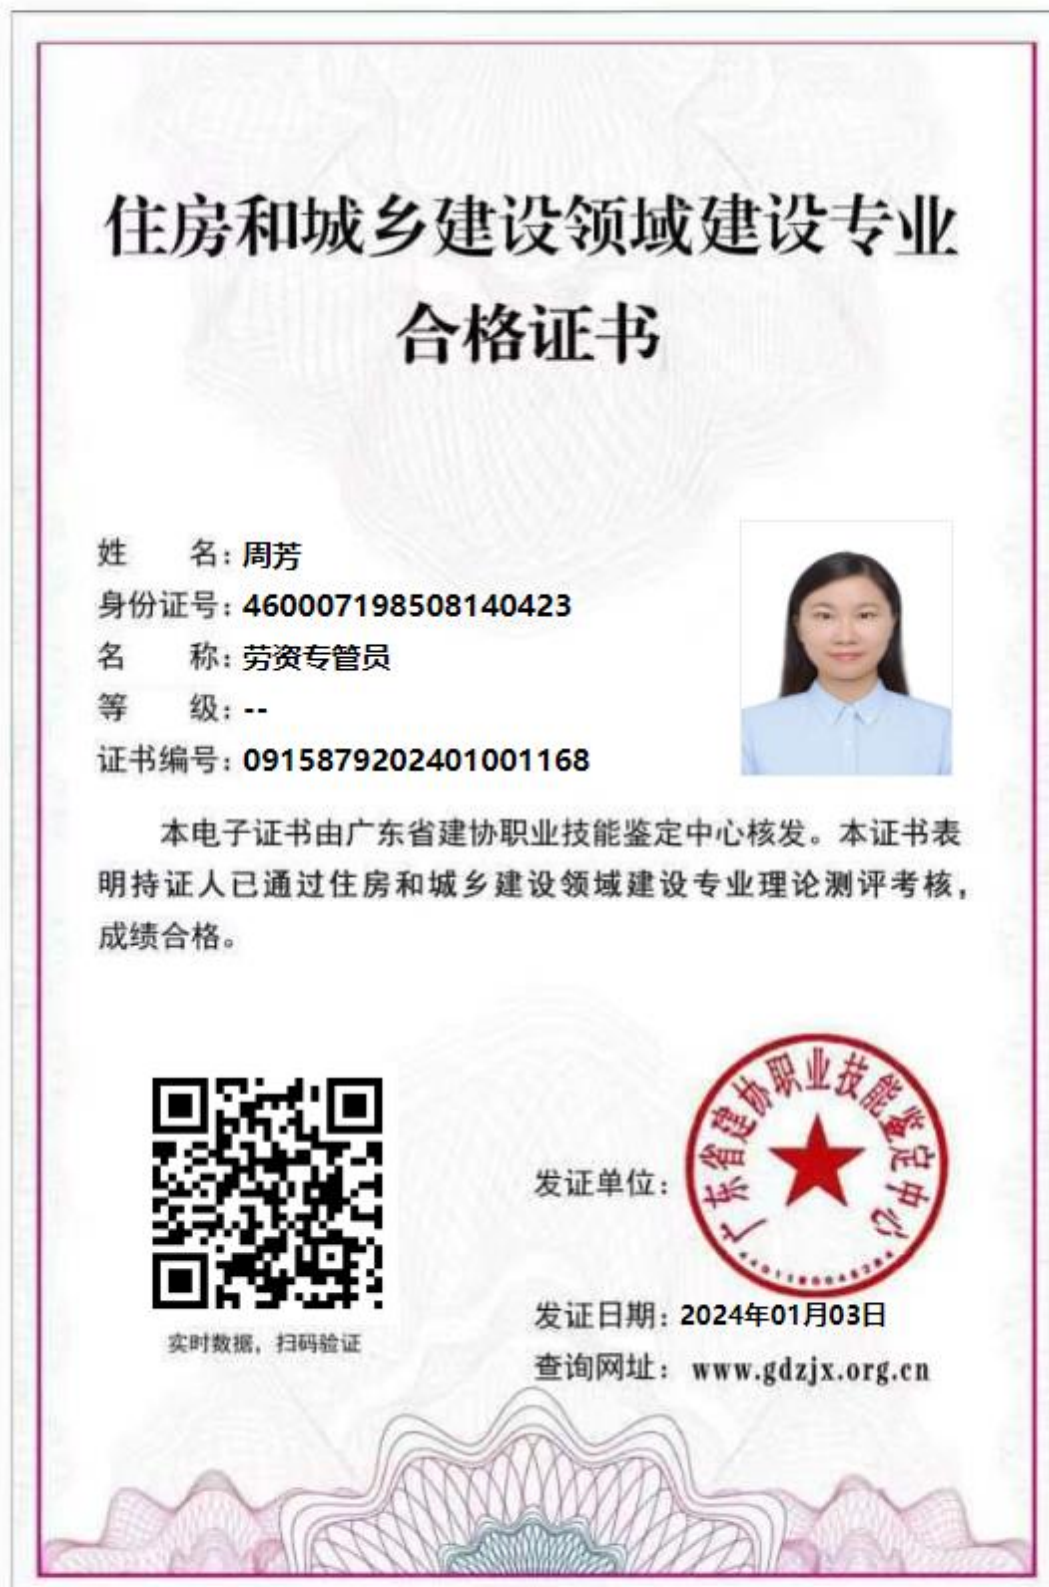 住房和城乡建设领域建设专业
合格证书
姓 名：周芳
身份证号：460007198508140423
名 称：劳资专管员
等 级：--
证书编号：0915879202401001168
本电子证书由广东省建协职业技能鉴定中心核发。本证书表
明持证人已通过住房和城乡建设领域建设专业理论测评考核，
成绩合格。
广东省建协职业技能鉴定中心
发证单位：
发证日期：2024年01月03日
实时数据，扫码验证
查询网址：www.gdzjx.org.cn